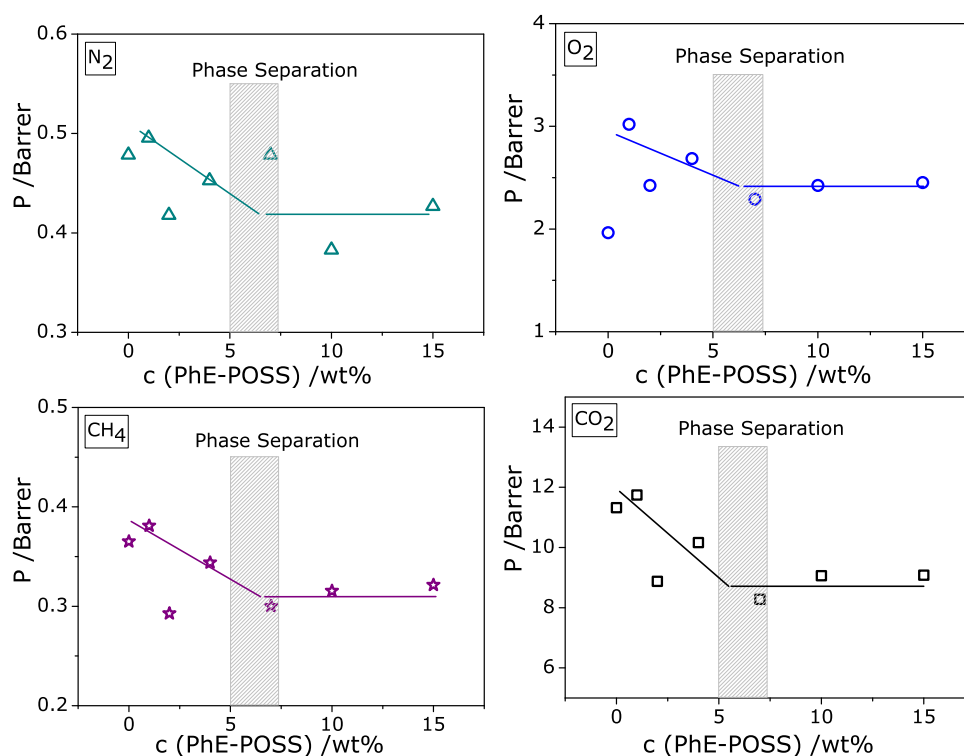 N2
Phase Separation
P /Barrer
0.6
0.5
0.4
0.3
0 5 10 15
c (PhE-POSS) /wt%
O2
Phase Separation
P /Barrer
4
3
2
1
0 5 10 15
c (PhE-POSS) /wt%
CH4
Phase Separation
P /Barrer
0.5
0.4
0.3
0.2
0 5 10 15
c (PhE-POSS) /wt%
CO2
Phase Separation
P /Barrer
14
12
10
8
6
0 5 10 15
c (PhE-POSS) /wt%